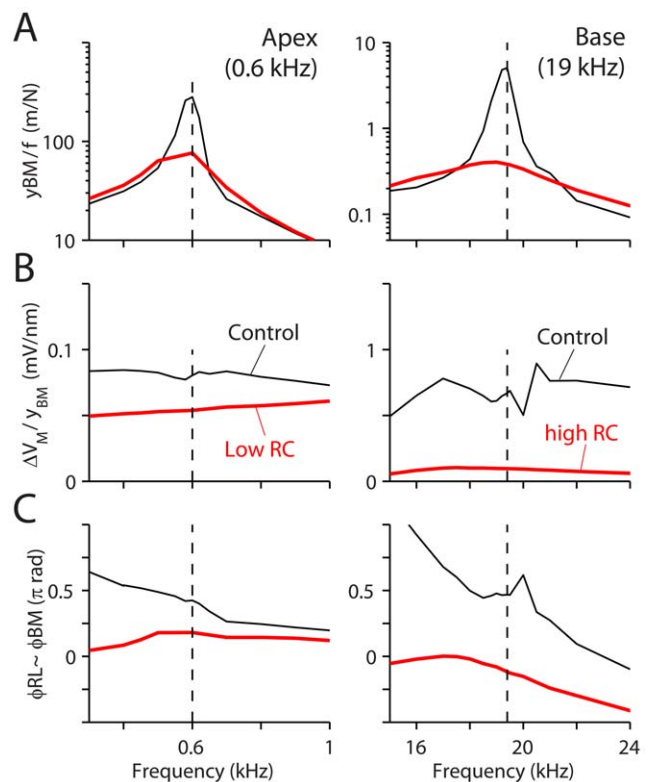 A
Apex
(0.6 kHz)
Base
(19 kHz)
yBM/f (m/N)
100
10
10
1
0.1
B
ΔV_M / y_BM (mV/nm)
0.1
0
Control
Low RC
1
0
Control
high RC
C
ϕRL~ ϕBM (π rad)
0.5
0
0.5
0
0.6
1
16
20
24
Frequency (kHz)
Frequency (kHz)